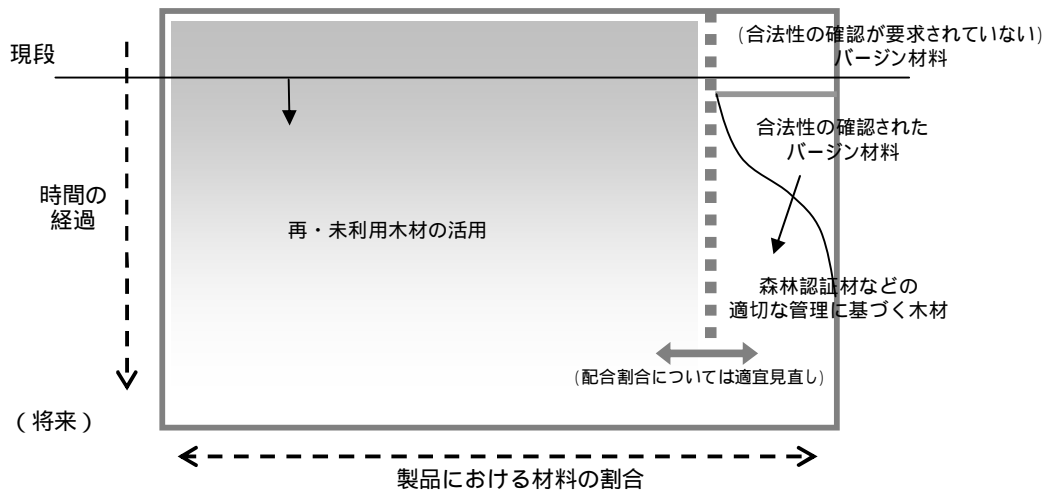 (合法性の確認が要求されていない)
バージン材料
現段
合法性の確認された
バージン材料
時間の
経過
再・未利用木材の活用
森林認証材などの
適切な管理に基づく木材
(配合割合については適宜見直し)
(将来)
製品における材料の割合